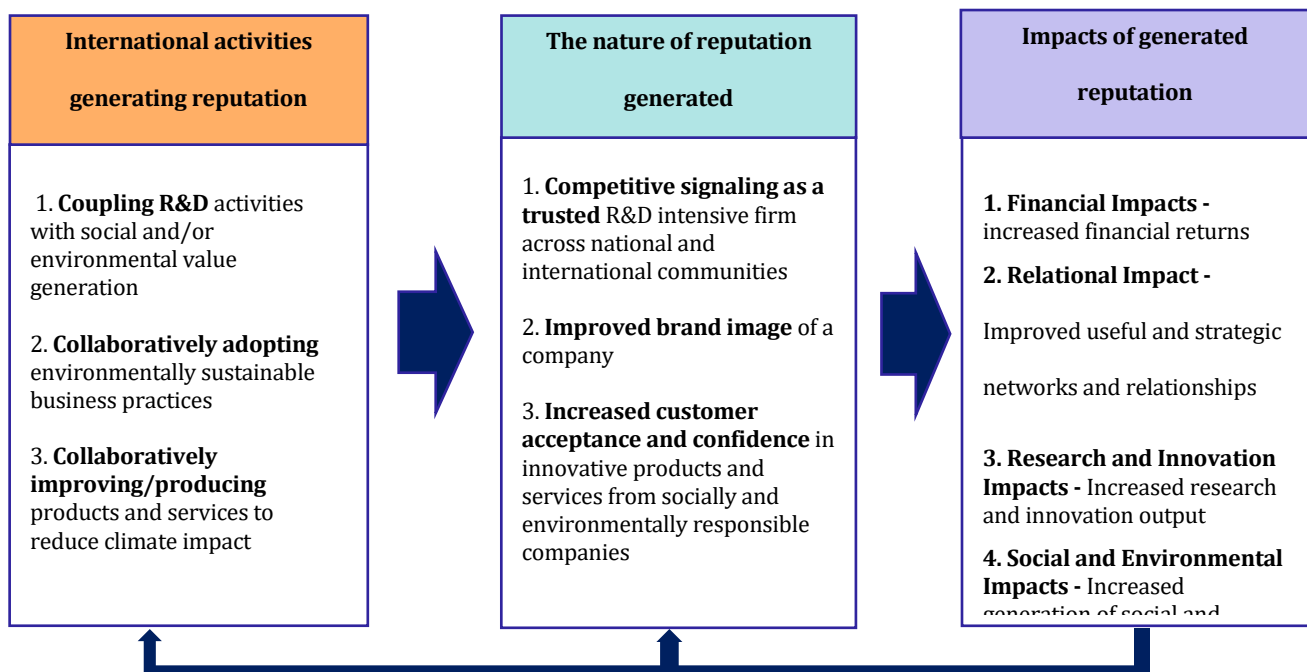 International activities
generating reputation
1. Coupling R&D activities
with social and/or
environmental value
generation
2. Collaboratively adopting
environmentally sustainable
business practices
3. Collaboratively
improving/producing
products and services to
reduce climate impact
The nature of reputation
generated
1. Competitive signaling as a
trusted R&D intensive firm
across national and
international communities
2. Improved brand image of a
company
3. Increased customer
acceptance and confidence in
innovative products and
services from socially and
environmentally responsible
companies
Impacts of generated
reputation
1. Financial Impacts -
increased financial returns
2. Relational Impact -
Improved useful and strategic
networks and relationships
3. Research and Innovation
Impacts - Increased research
and innovation output
4. Social and Environmental
Impacts - Increased
generation of social and